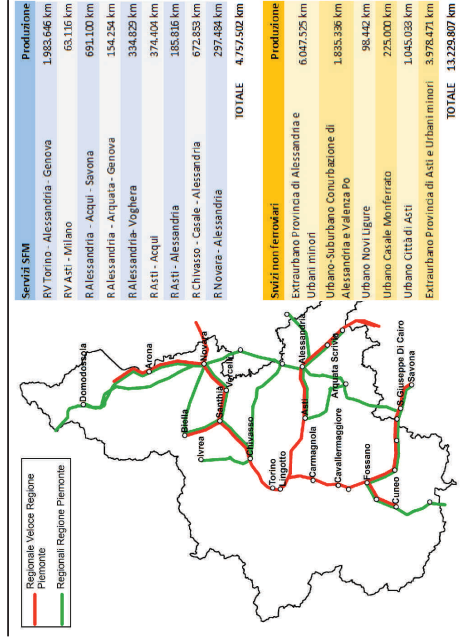 Regionale Veloce Regione
Piemonte
Regionali Regione Piemonte
Domodossola
Arona
Biella
Novara
Ivrea
Santhià
Vercelli
Chivasso
Torino
Lingotto
Asti
Alessandria
Carmagnola
Arquata Scrivia
Cavallermaggiore
Fossano
Cuneo
S.Giuseppe Di Cairo
Savona
Servizi SFM Produzione
RV Torino - Alessandria - Genova 1.983.646 km
RV Asti - Milano 63.116 km
R Alessandria - Acqui - Savona 691.100 km
R Alessandria - Arquata - Genova 154.254 km
R Alessandria- Voghera 334.829 km
R Asti - Acqui 374.404 km
R Asti- Alessandria 185.816 km
R Chivasso - Casale - Alessandria 672.853 km
R Novara - Alessandria 297.484 km
TOTALE 4.757.502 km
Srvizi non ferroviari Produzione
Extraurbano Provincia di Alessandria e 6.047.525 km
Urbani minori
Urbano-Suburbano Conurbazione di 1.835.336 km
Alessandria e Valenza Po
Urbano Novi Ligure 98.442 km
Urbano Casale Monferrato 225.000 km
Urbano Città di Asti 1.045.033 km
Extraurbano Provincia di Asti e Urbani minori 3.978.471 km
TOTALE 13.229.807 km